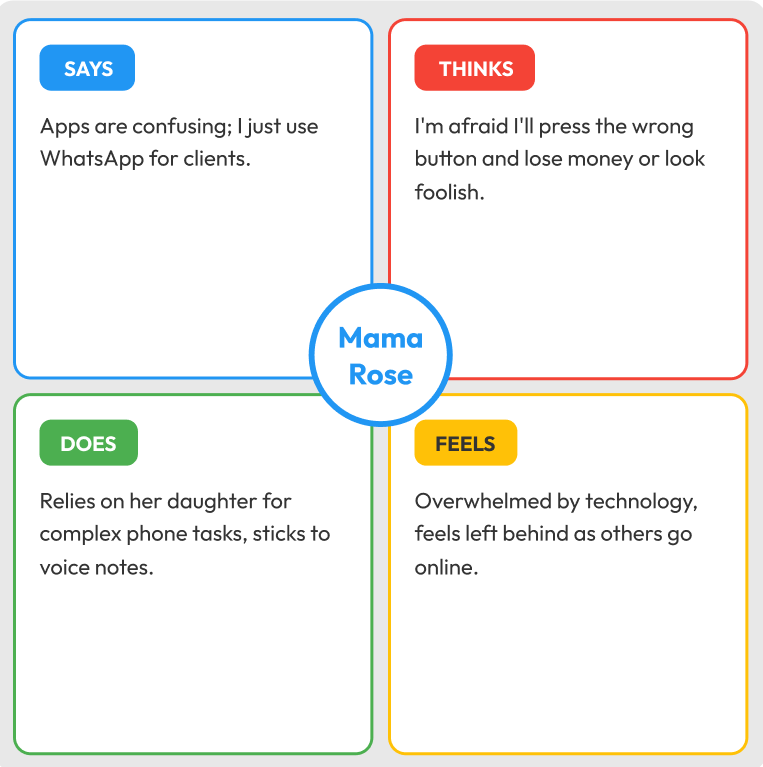 SAYS
Apps are confusing; I just use
WhatsApp for clients.
THINKS
I'm afraid I'll press the wrong
button and lose money or look
foolish.
Mama
Rose
DOES
Relies on her daughter for
complex phone tasks, sticks to
voice notes.
FEELS
Overwhelmed by technology,
feels left behind as others go
online.